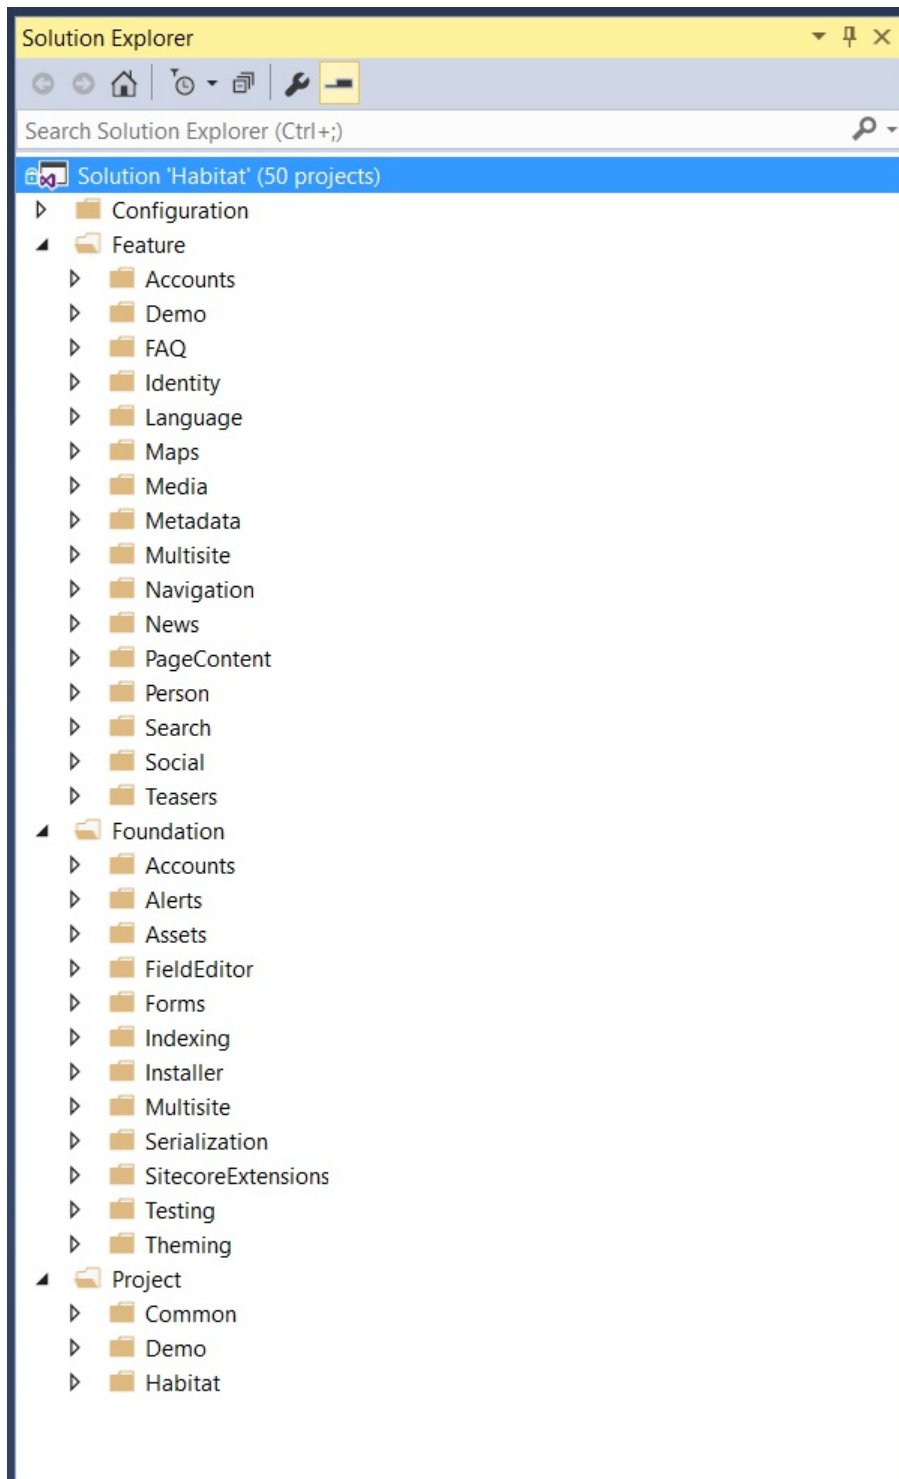 Solution Explorer
Search Solution Explorer (Ctrl+;)
Solution 'Habitat' (50 projects)
Configuration
Feature
Accounts
Demo
FAQ
Identity
Language
Maps
Media
Metadata
Multisite
Navigation
News
PageContent
Person
Search
Social
Teasers
Foundation
Accounts
Alerts
Assets
FieldEditor
Forms
Indexing
Installer
Multisite
Serialization
SitecoreExtensions
Testing
Theming
Project
Common
Demo
Habitat